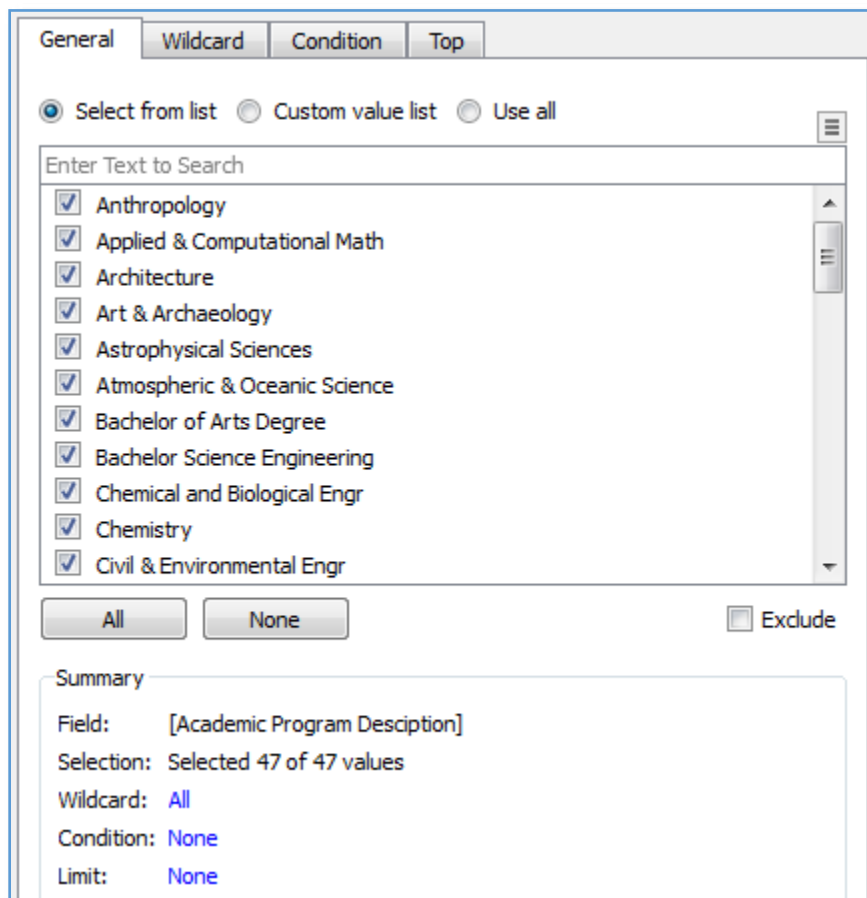 General Wildcard Condition Top
Select from list Custom value list Use all
Enter Text to Search
Anthropology
Applied & Computational Math
Architecture
Art & Archaeology
Astrophysical Sciences
Atmospheric & Oceanic Science
Bachelor of Arts Degree
Bachelor Science Engineering
Chemical and Biological Engr
Chemistry
Civil & Environmental Engr
All None Exclude
Summary
Field: [Academic Program Desciption]
Selection: Selected 47 of 47 values
Wildcard: All
Condition: None
Limit: None